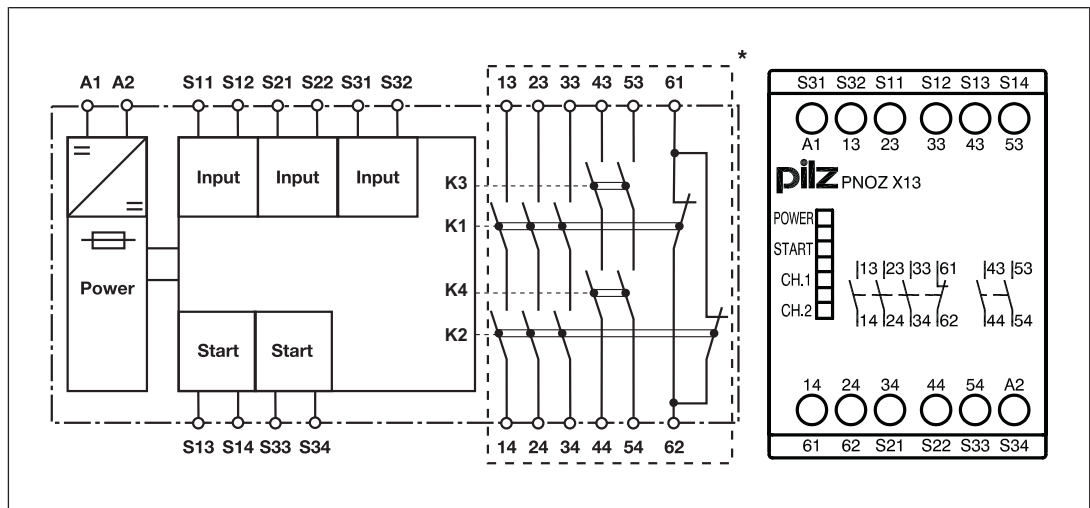 *
A1 A2 S11 S12 S21 S22 S31 S32 13 23 33 43 53 61
Input Input Input
K3
K1
Power
K4
K2
Start Start
S13 S14 S33 S34 14 24 34 44 54 62
S31 S32 S11 S12 S13 S14
A1 13 23 33 43 53
pilz PNOZ X13
POWER
START
CH.1
CH.2
13 23 33 61 43 53
14 24 34 62 44 54
14 24 34 44 54 A2
61 62 S21 S22 S33 S34